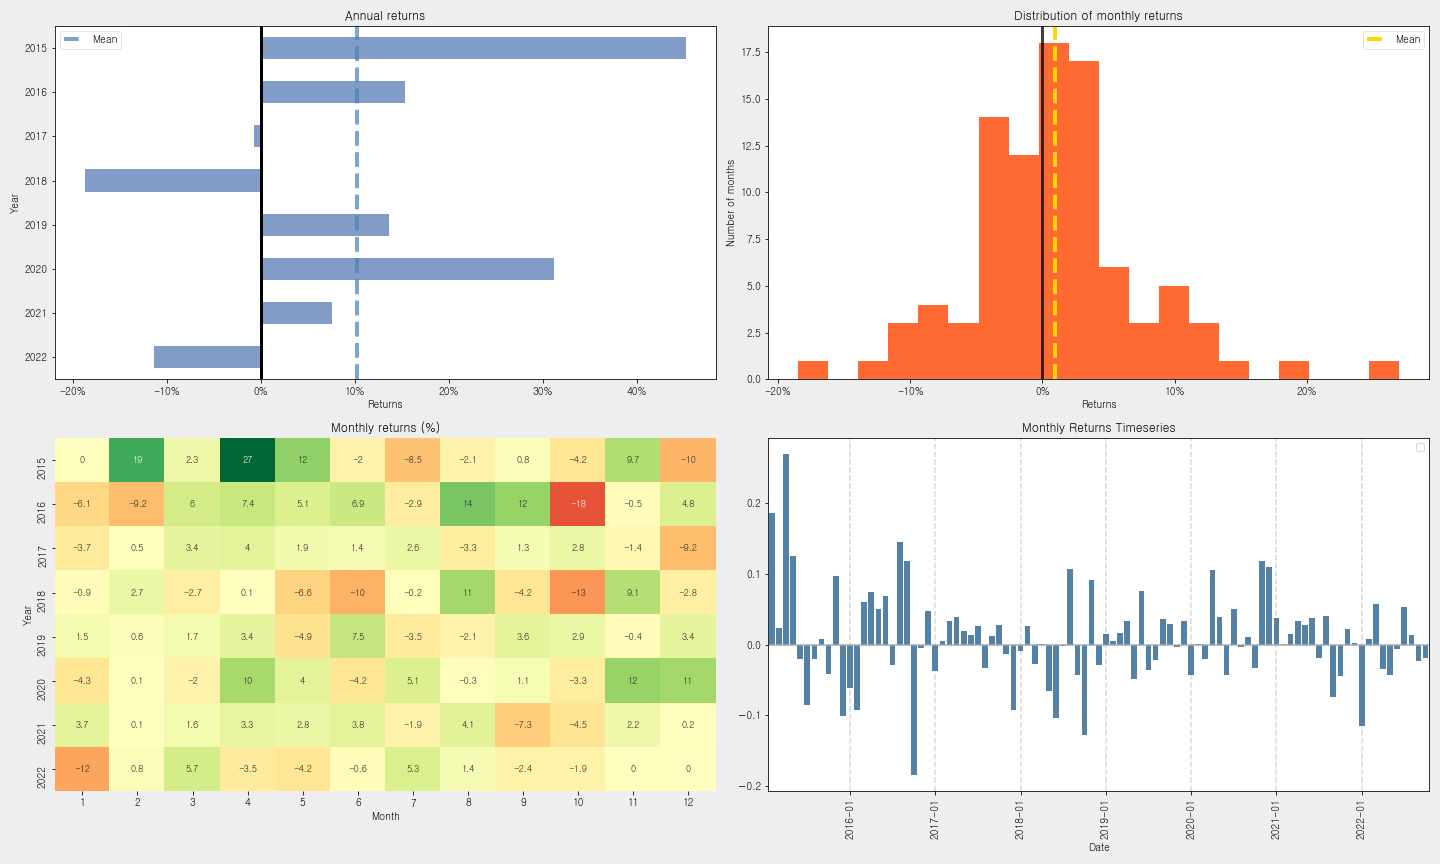 Annual returns
Mean
2015
2016
2017
2018
2019
2020
2021
2022
Year
−20% −10% 0% 10% 20% 30% 40%
Returns
Distribution of monthly returns
Mean
17.5
15.0
12.5
10.0
7.5
5.0
2.5
0.0
Number of months
−20% −10% 0% 10% 20%
Returns
Monthly returns (%)
2015 0 19 2.3 27 12 −2 −8.5 −2.1 0.8 −4.2 9.7 −10
2016 −6.1 −9.2 6 7.4 5.1 6.9 −2.9 14 12 −18 −0.5 4.8
2017 −3.7 0.5 3.4 4 1.9 1.4 2.6 −3.3 1.3 2.8 −1.4 −9.2
2018 −0.9 2.7 −2.7 0.1 −6.6 −10 −0.2 11 −4.2 −13 9.1 −2.8
2019 1.5 0.6 1.7 3.4 −4.9 7.5 −3.5 −2.1 3.6 2.9 −0.4 3.4
2020 −4.3 0.1 −2 10 4 −4.2 5.1 −0.3 1.1 −3.3 12 11
2021 3.7 0.1 1.6 3.3 2.8 3.8 −1.9 4.1 −7.3 −4.5 2.2 0.2
2022 −12 0.8 5.7 −3.5 −4.2 −0.6 5.3 1.4 −2.4 −1.9 0 0
Year
1 2 3 4 5 6 7 8 9 10 11 12
Month
Monthly Returns Timeseries
0.2
0.1
0.0
−0.1
−0.2
2016−01 2017−01 2018−01 2019−01 2020−01 2021−01 2022−01
Date